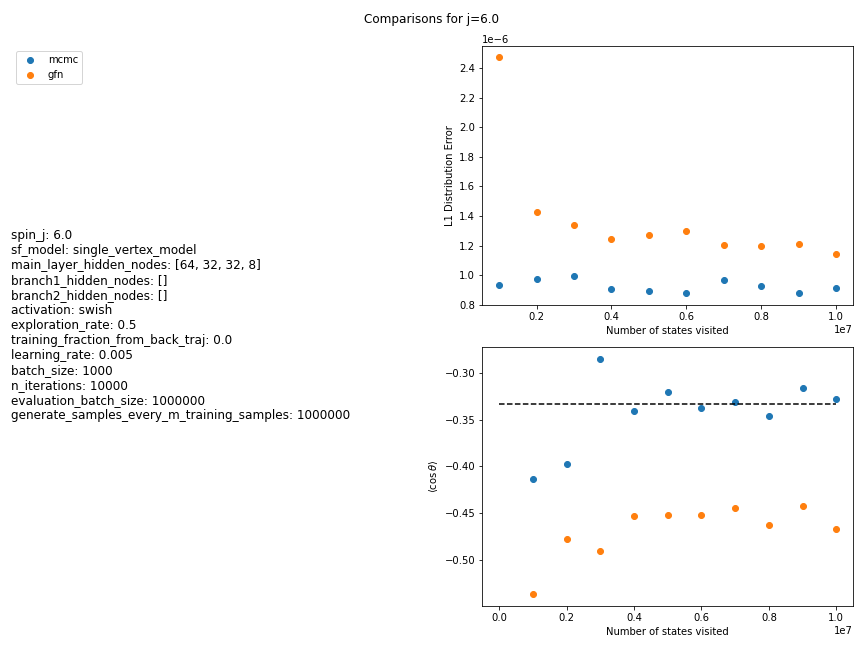 Comparisons for j=6.0
mcmc
gfn
spin_j: 6.0
sf_model: single_vertex_model
main_layer_hidden_nodes: [64, 32, 32, 8]
branch1_hidden_nodes: []
branch2_hidden_nodes: []
activation: swish
exploration_rate: 0.5
training_fraction_from_back_traj: 0.0
learning_rate: 0.005
batch_size: 1000
n_iterations: 10000
evaluation_batch_size: 1000000
generate_samples_every_m_training_samples: 1000000
1e−6
2.4
2.2
2.0
1.8
1.6
1.4
1.2
1.0
0.8
L1 Distribution Error
0.2 0.4 0.6 0.8 1.0
1e7
Number of states visited
−0.30
−0.35
−0.40
−0.45
−0.50
⟨cos θ⟩
0.0 0.2 0.4 0.6 0.8 1.0
1e7
Number of states visited